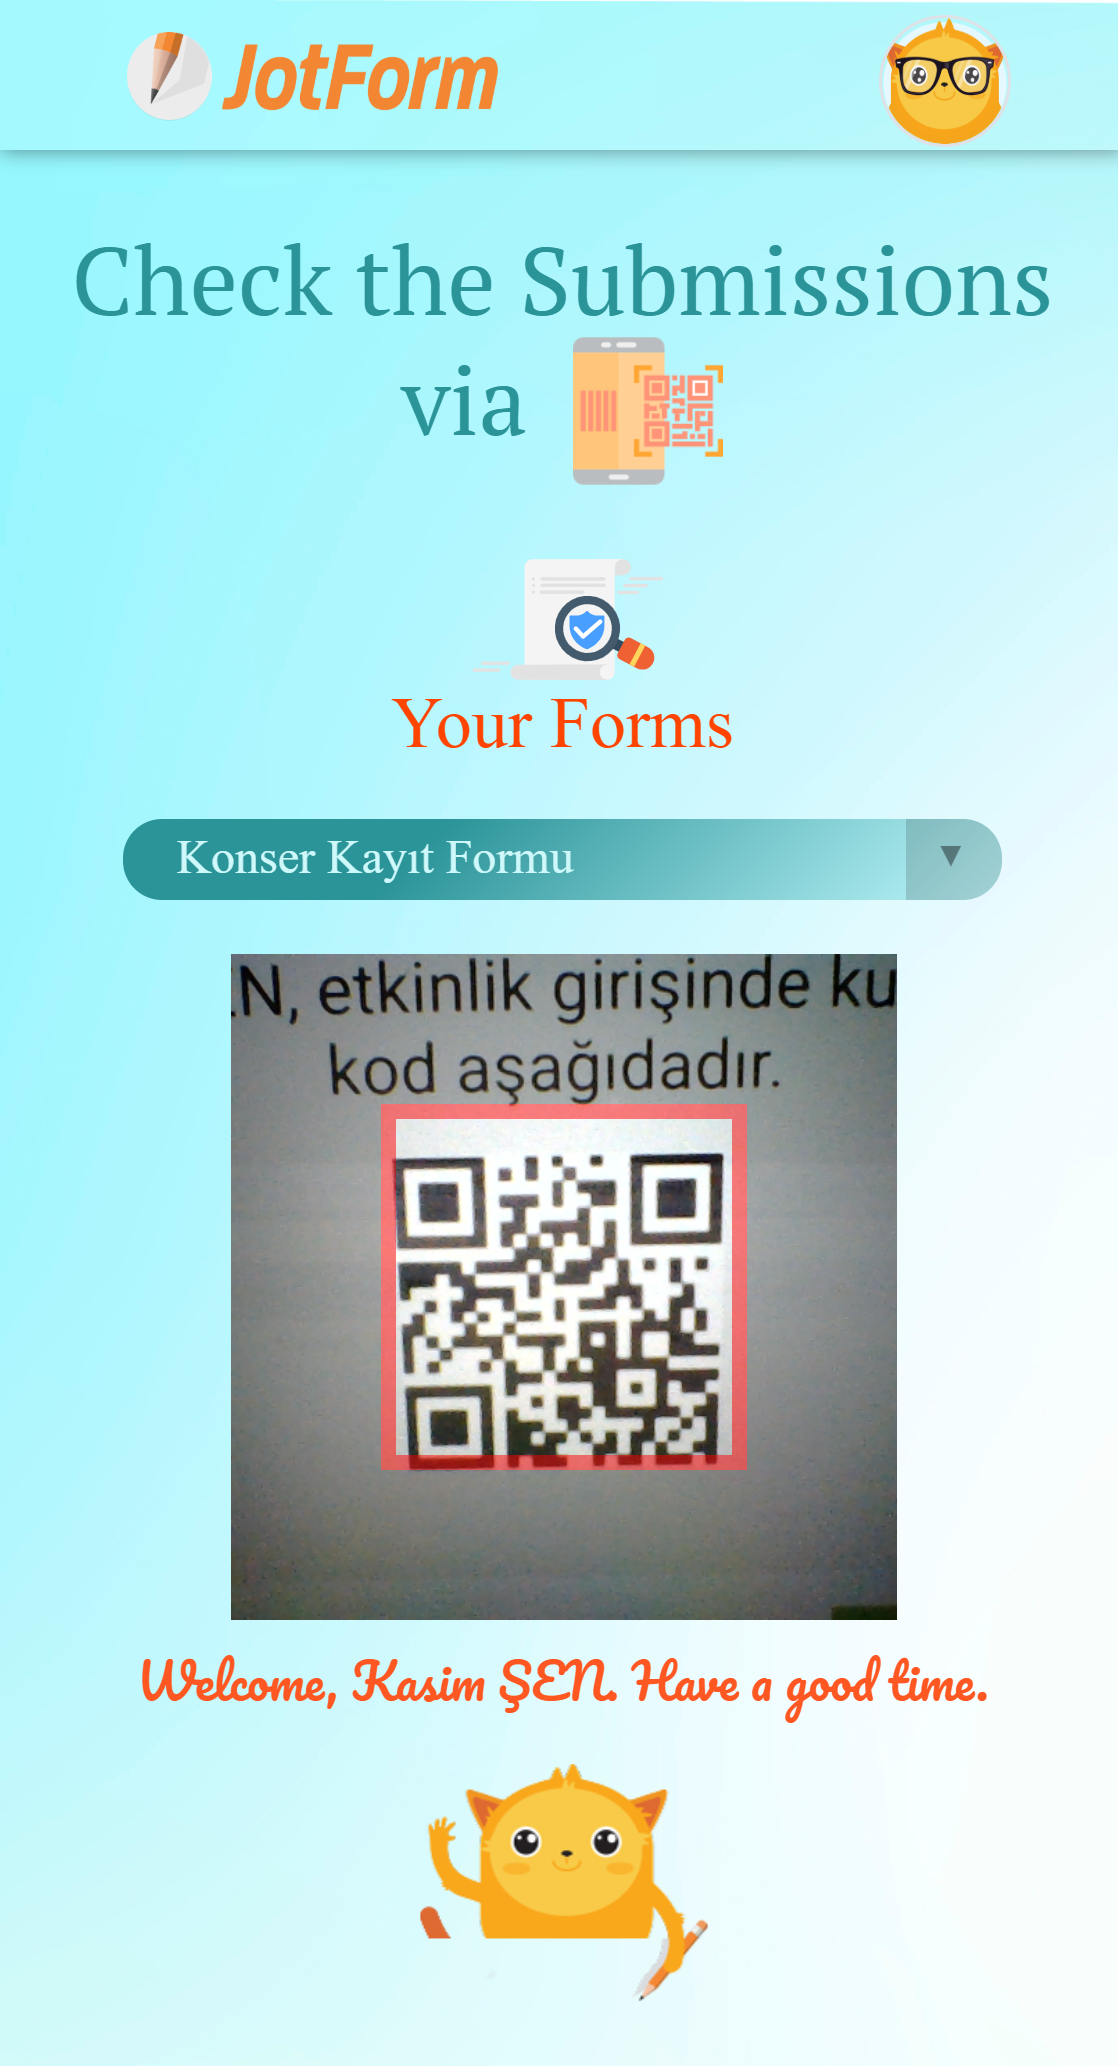 JotForm
Check the Submissions
via
Your Forms
Konser Kayıt Formu
N, etkinlik girişinde ku
kod aşağıdadır.
Welcome, Kasim ŞEN. Have a good time.